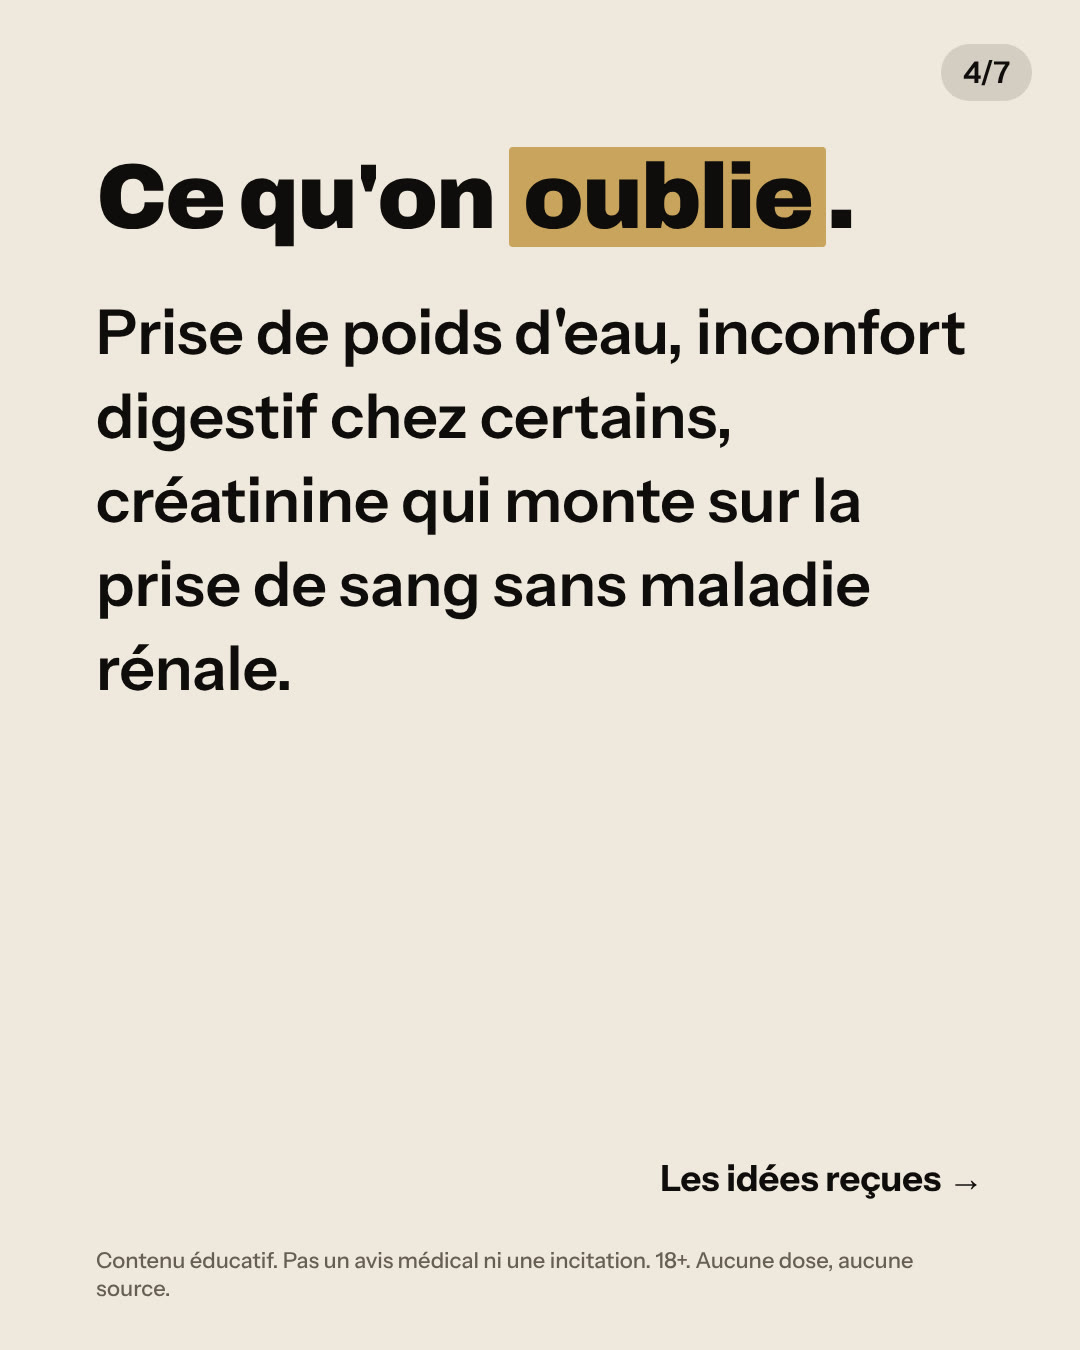 4/7
Ce qu'on oublie.
Prise de poids d'eau, inconfort
digestif chez certains,
créatinine qui monte sur la
prise de sang sans maladie
rénale.
Les idées reçues →
Contenu éducatif. Pas un avis médical ni une incitation. 18+. Aucune dose, aucune
source.